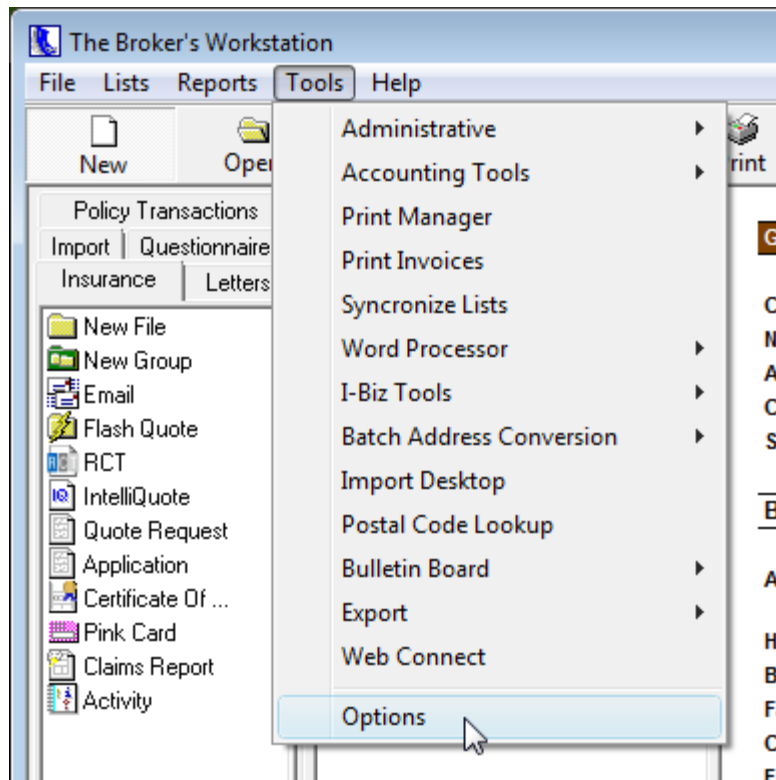 The Broker's Workstation
File Lists Reports Tools Help
New Open rint
Policy Transactions
Import Questionnaire
Insurance Letters
New File
New Group
Email
Flash Quote
RCT
IntelliQuote
Quote Request
Application
Certificate Of ...
Pink Card
Claims Report
Activity
Administrative
Accounting Tools
Print Manager
Print Invoices
Syncronize Lists
Word Processor
I-Biz Tools
Batch Address Conversion
Import Desktop
Postal Code Lookup
Bulletin Board
Export
Web Connect
Options